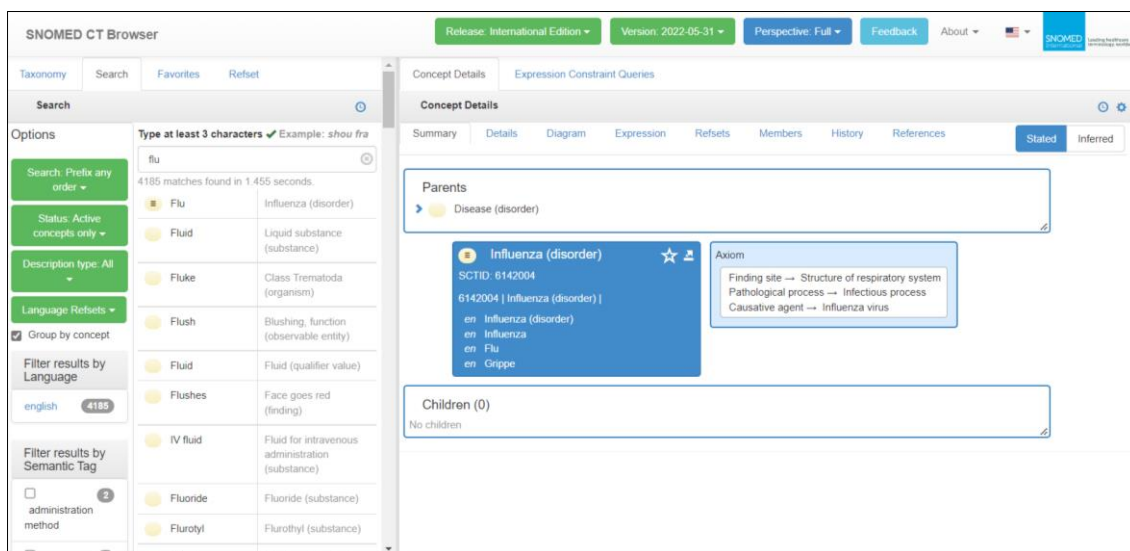 SNOMED CT Browser
Release: International Edition
Version: 2022-05-31
Perspective: Full
Feedback
About
SNOMED
International
Leading healthcare
Taxonomy
Search
Favorites
Refset
Search
Options
Search: Prefix any
order
Status: Active
concepts only
Description type: All
Language Refsets
Group by concept
Filter results by
Language
english 4185
Filter results by
Semantic Tag
2
administration
method
Type at least 3 characters ✔ Example: shou fra
flu
4185 matches found in 1.455 seconds.
Flu Influenza (disorder)
Fluid Liquid substance
(substance)
Fluke Class Trematoda
(organism)
Flush Blushing, function
(observable entity)
Fluid Fluid (qualifier value)
Flushes Face goes red
(finding)
IV fluid Fluid for intravenous
administration
(substance)
Fluoride Fluoride (substance)
Flurotyl Flurothyl (substance)
Concept Details
Expression Constraint Queries
Concept Details
Summary
Details
Diagram
Expression
Refsets
Members
History
References
Stated
Inferred
Parents
Disease (disorder)
Influenza (disorder)
SCTID: 6142004
6142004 | Influenza (disorder) |
en Influenza (disorder)
en Influenza
en Flu
en Grippe
Axiom
Finding site → Structure of respiratory system
Pathological process → Infectious process
Causative agent → Influenza virus
Children (0)
No children